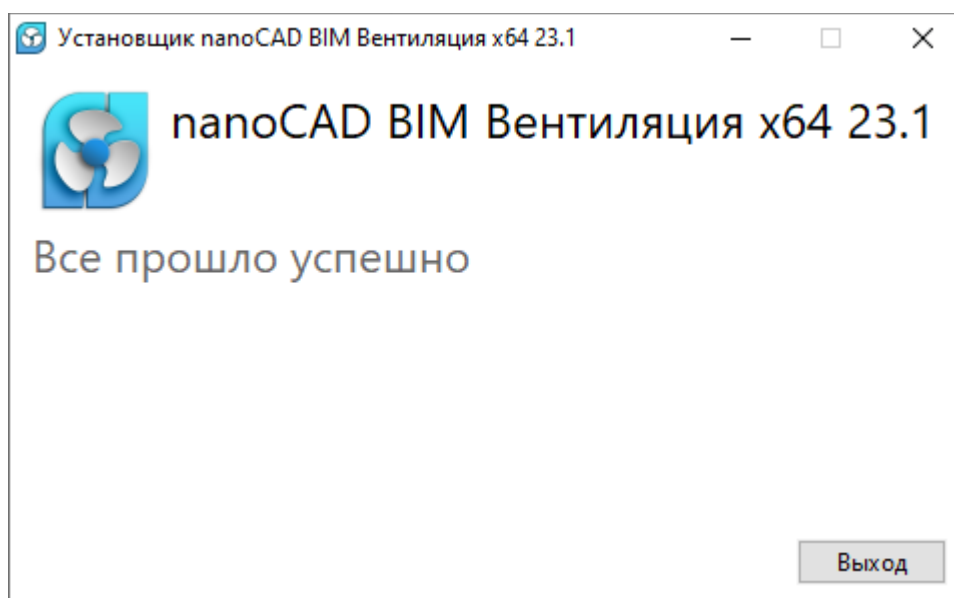 Установщик nanoCAD BIM Вентиляция x64 23.1
nanoCAD BIM Вентиляция x64 23.1
Все прошло успешно
Выход